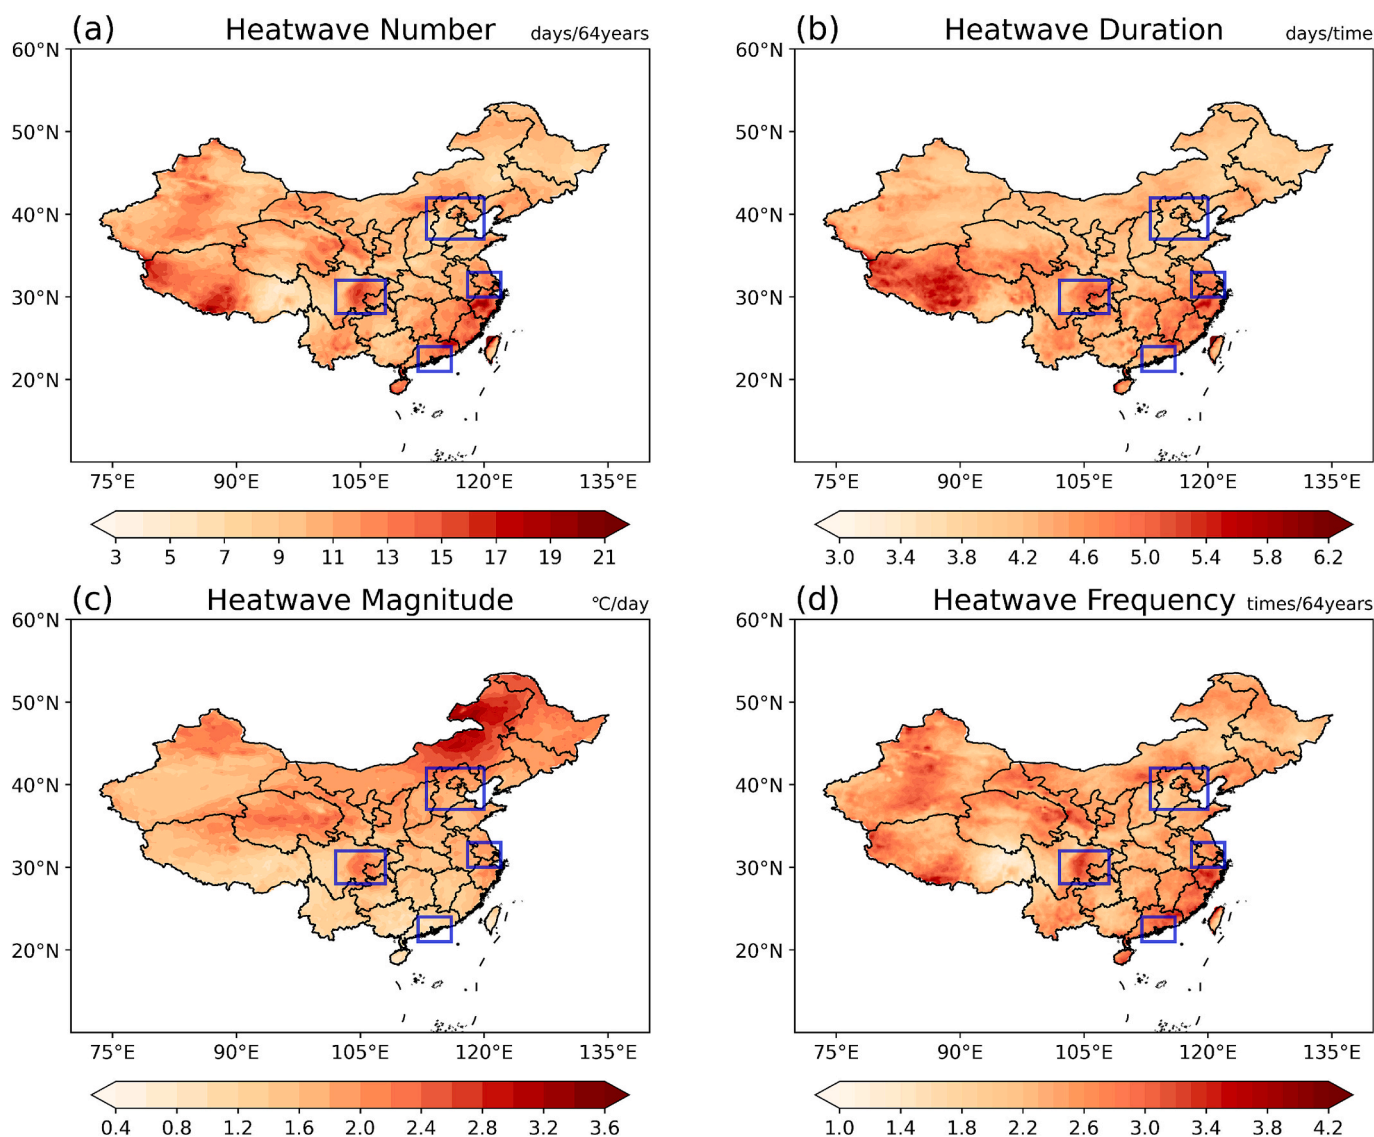 (a) Heatwave Number days/64years
60°N
50°N
40°N
30°N
20°N
75°E 90°E 105°E 120°E 135°E
3 5 7 9 11 13 15 17 19 21
(b) Heatwave Duration days/time
60°N
50°N
40°N
30°N
20°N
75°E 90°E 105°E 120°E 135°E
3.0 3.4 3.8 4.2 4.6 5.0 5.4 5.8 6.2
(c) Heatwave Magnitude °C/day
60°N
50°N
40°N
30°N
20°N
75°E 90°E 105°E 120°E 135°E
0.4 0.8 1.2 1.6 2.0 2.4 2.8 3.2 3.6
(d) Heatwave Frequency times/64years
60°N
50°N
40°N
30°N
20°N
75°E 90°E 105°E 120°E 135°E
1.0 1.4 1.8 2.2 2.6 3.0 3.4 3.8 4.2